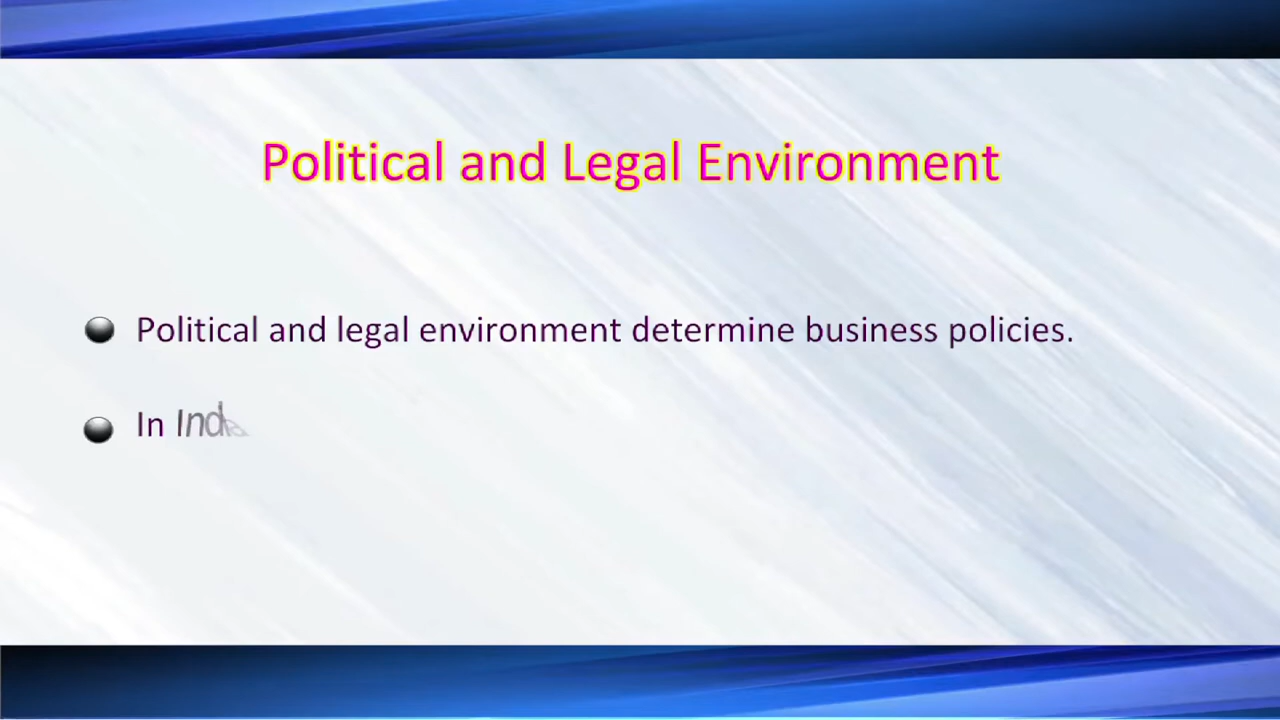 Political and Legal Environment
Political and legal environment determine business policies.
In